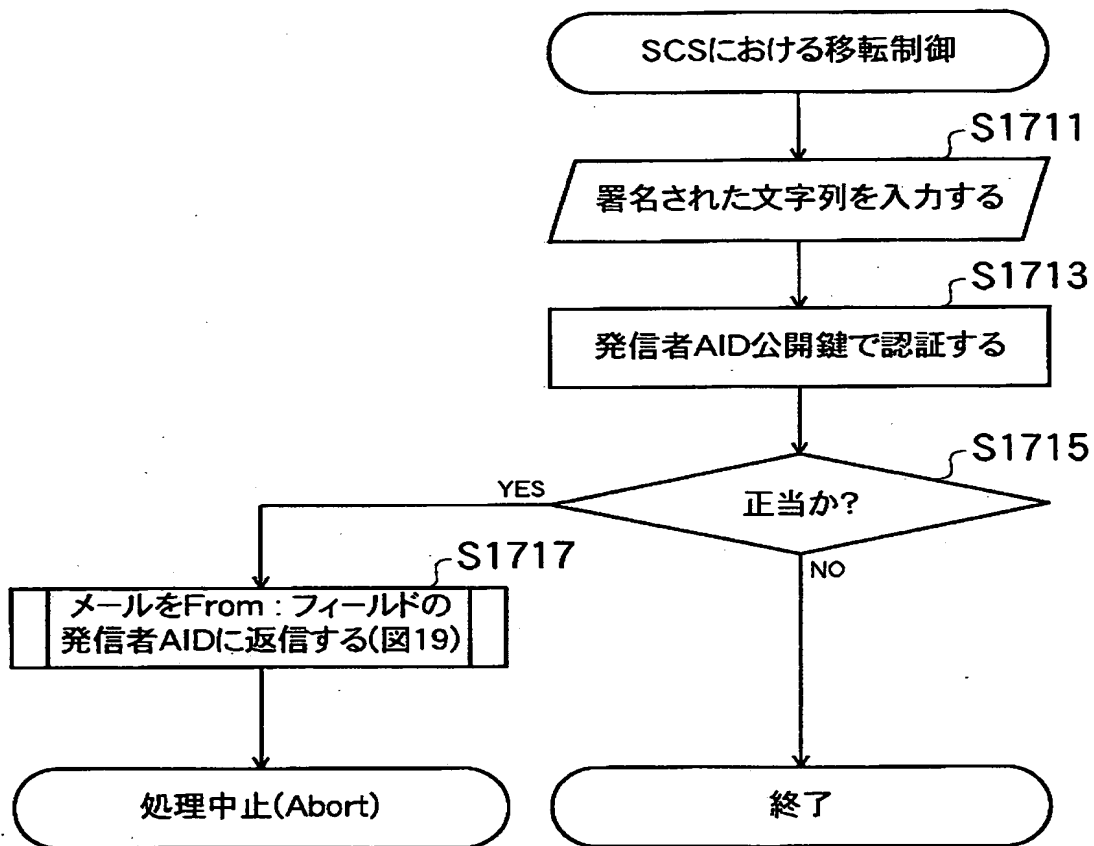 SCSにおける移転制御
S1711
署名された文字列を入力する
S1713
発信者AID公開鍵で認証する
S1715
正当か?
YES
NO
S1717
メールをFrom:フィールドの
発信者AIDに返信する(図19)
処理中止(Abort)
終了